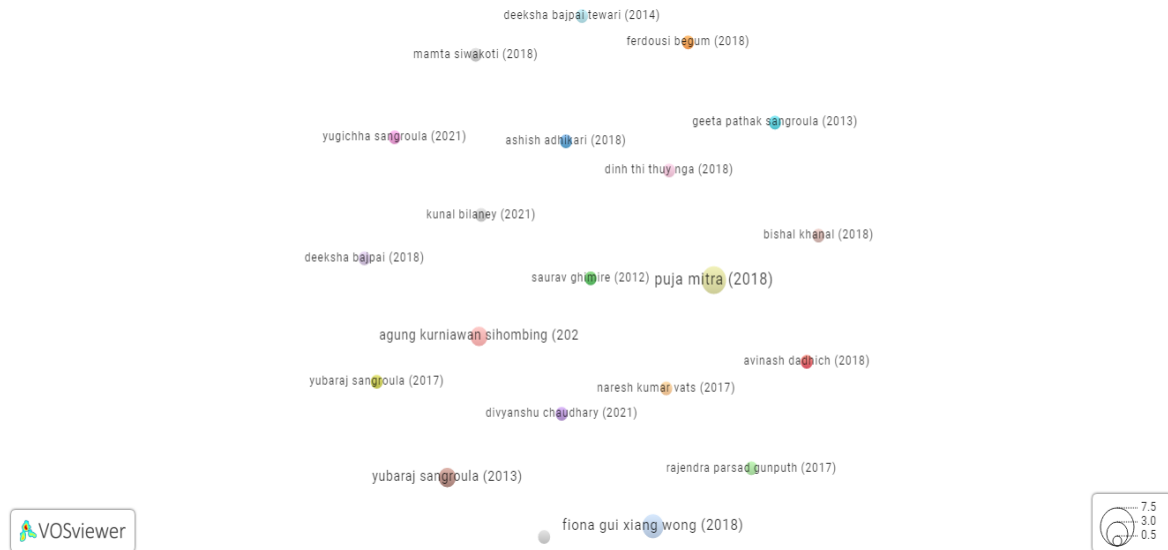 deeksha bajpai tewari (2014)
ferdousi begum (2018)
mamta siwakoti (2018)
geeta pathak sangroula (2013)
yugichha sangroula (2021)
ashish adhikari (2018)
dinh thi thuy nga (2018)
kunal bilaney (2021)
bishal khanal (2018)
deeksha bajpai (2018)
saurav ghimire (2012)
puja mitra (2018)
agung kurniawan sihombing (202
avinash dadhich (2018)
yubaraj sangroula (2017)
naresh kumar vats (2017)
divyanshu chaudhary (2021)
rajendra parsad gunputh (2017)
yubaraj sangroula (2013)
fiona gui xiang wong (2018)
VOSviewer
7.5
3.0
0.5